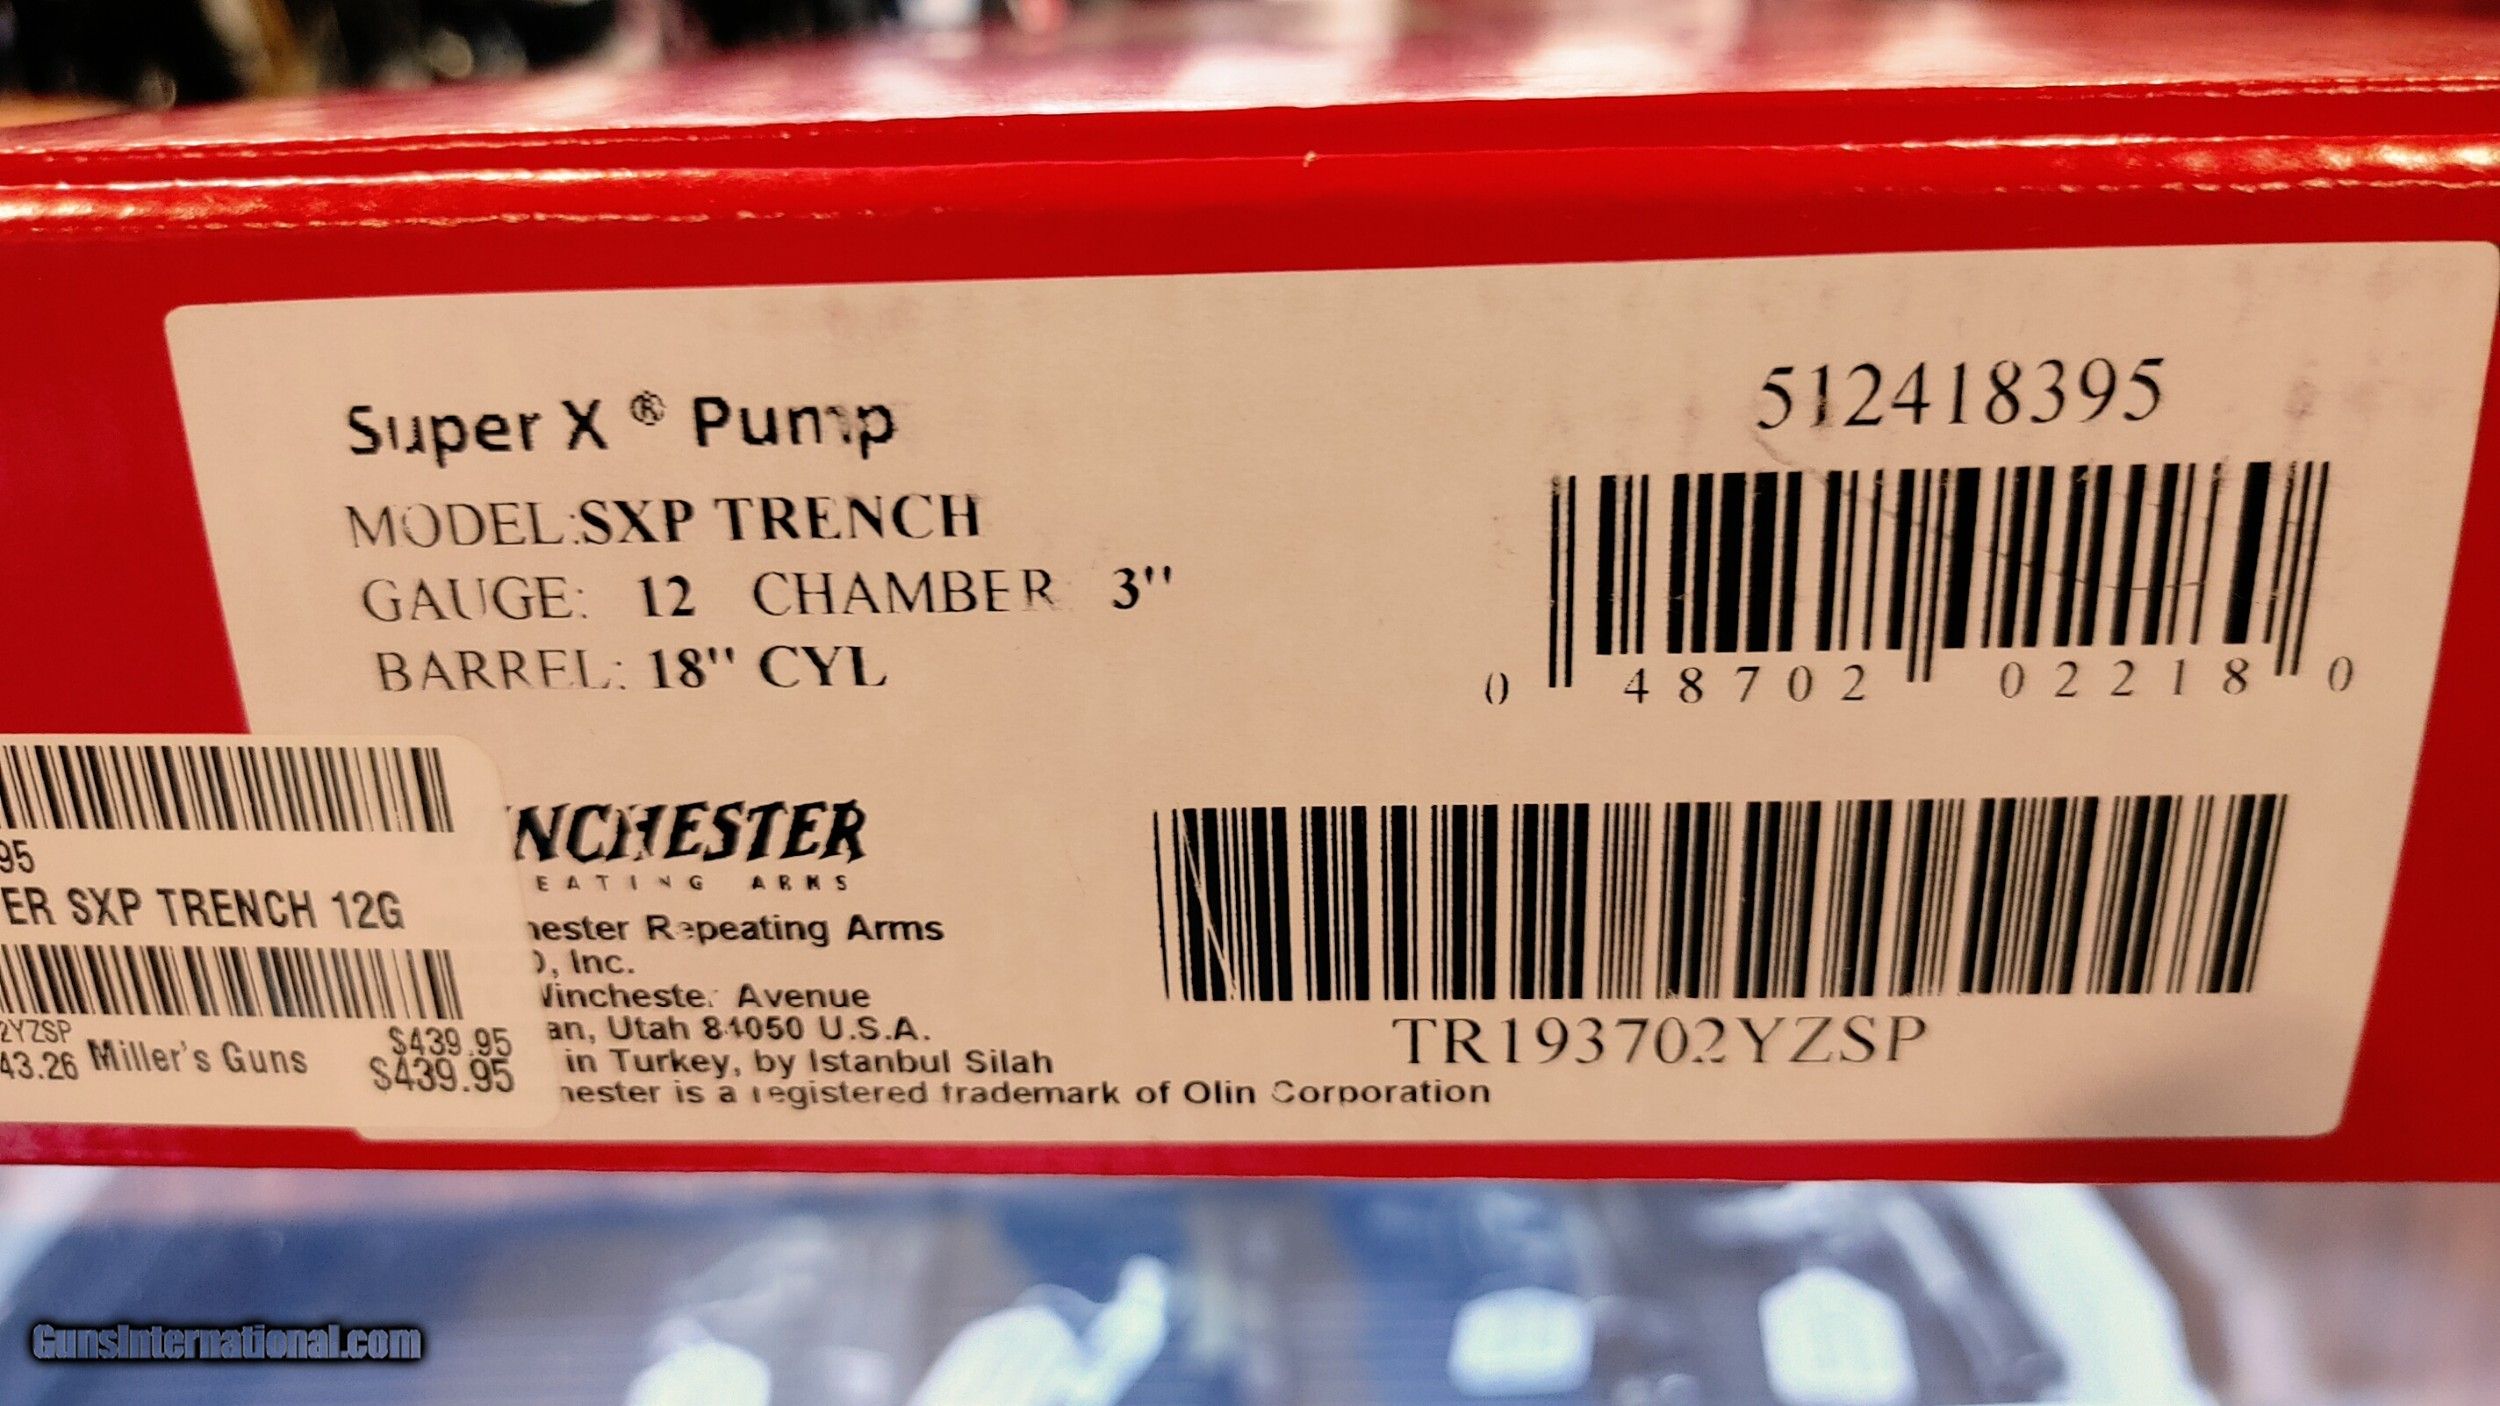 Super X ® Pump
MODEL:SXP TRENCH
GAUGE: 12 CHAMBER 3"
BARREL: 18" CYL
512418395
0 48702 02218 0
NCHESTER
EATING ARMS
hester Repeating Arms
O, Inc.
Winchester Avenue
an, Utah 84050 U.S.A.
in Turkey, by Istanbul Silah
hester is a registered trademark of Olin Corporation
TR193702YZSP
95
ER SXP TRENCH 12G
2YZSP
43.26 Miller's Guns
$439.95
$439.95
GunsInternational.com